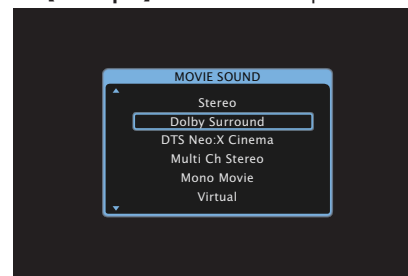 MOVIE SOUND
Stereo
Dolby Surround
DTS Neo:X Cinema
Multi Ch Stereo
Mono Movie
Virtual